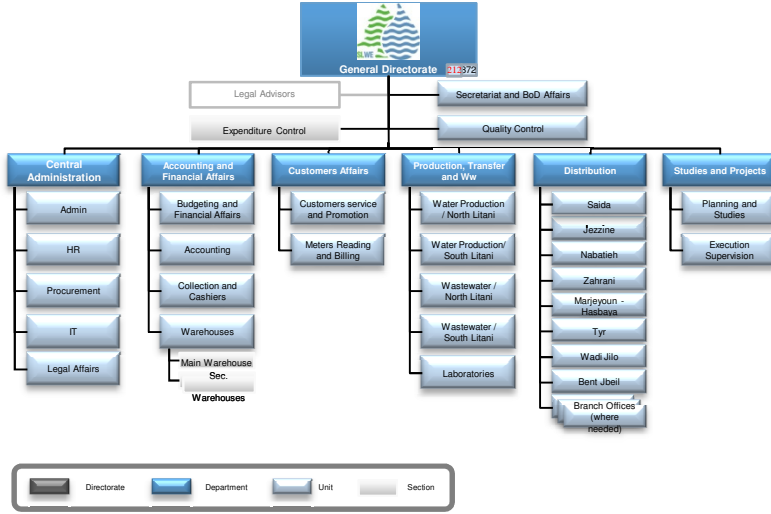 SLWE
General Directorate
212
372
Legal Advisors
Secretariat and BoD Affairs
Expenditure Control
Quality Control
Central
Administration
Accounting and
Financial Affairs
Customers Affairs
Production, Transfer
and Ww
Distribution
Studies and Projects
Admin
HR
Procurement
IT
Legal Affairs
Budgeting and
Financial Affairs
Accounting
Collection and
Cashiers
Warehouses
Main Warehouse
Sec.
Warehouses
Customers service
and Promotion
Meters Reading
and Billing
Water Production
/ North Litani
Water Production/
South Litani
Wastewater /
North Litani
Wastewater /
South Litani
Laboratories
Saida
Jezzine
Nabatieh
Zahrani
Marjeyoun -
Hasbaya
Tyr
Wadi Jilo
Bent Jbeil
Branch Offices
(where
needed)
Planning and
Studies
Execution
Supervision
Directorate
Department
Unit
Section